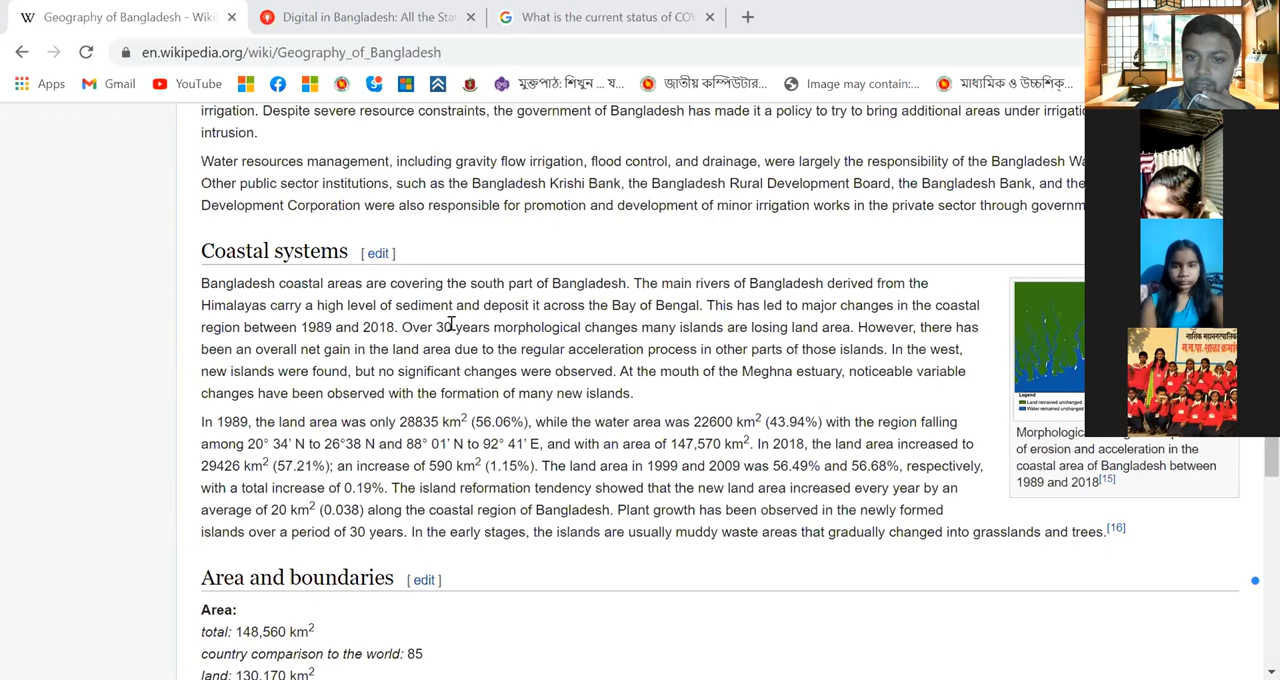 Geography of Bangladesh - Wiki
Digital in Bangladesh: All the Sta
What is the current status of COV
en.wikipedia.org/wiki/Geography_of_Bangladesh
Apps Gmail YouTube মুক্তপাঠ: শিখুন ... য... জাতীয় কম্পিউটার... Image may contain:... মাধ্যমিক ও উচ্চশিক্...
irrigation. Despite severe resource constraints, the government of Bangladesh has made it a policy to try to bring additional areas under irrigatio
intrusion.
Water resources management, including gravity flow irrigation, flood control, and drainage, were largely the responsibility of the Bangladesh Wa
Other public sector institutions, such as the Bangladesh Krishi Bank, the Bangladesh Rural Development Board, the Bangladesh Bank, and the
Development Corporation were also responsible for promotion and development of minor irrigation works in the private sector through governm
Coastal systems [ edit ]
Bangladesh coastal areas are covering the south part of Bangladesh. The main rivers of Bangladesh derived from the
Himalayas carry a high level of sediment and deposit it across the Bay of Bengal. This has led to major changes in the coastal
region between 1989 and 2018. Over 30 years morphological changes many islands are losing land area. However, there has
been an overall net gain in the land area due to the regular acceleration process in other parts of those islands. In the west,
new islands were found, but no significant changes were observed. At the mouth of the Meghna estuary, noticeable variable
changes have been observed with the formation of many new islands.
In 1989, the land area was only 28835 km2 (56.06%), while the water area was 22600 km2 (43.94%) with the region falling
among 20° 34' N to 26°38 N and 88° 01' N to 92° 41' E, and with an area of 147,570 km2. In 2018, the land area increased to
29426 km2 (57.21%); an increase of 590 km2 (1.15%). The land area in 1999 and 2009 was 56.49% and 56.68%, respectively,
with a total increase of 0.19%. The island reformation tendency showed that the new land area increased every year by an
average of 20 km2 (0.038) along the coastal region of Bangladesh. Plant growth has been observed in the newly formed
islands over a period of 30 years. In the early stages, the islands are usually muddy waste areas that gradually changed into grasslands and trees.[16]
Legend
Land remained unchanged
Water remained unchanged
Morphologic
of erosion and acceleration in the
coastal area of Bangladesh between
1989 and 2018[15]
Area and boundaries [ edit ]
Area:
total: 148,560 km2
country comparison to the world: 85
land: 130,170 km2